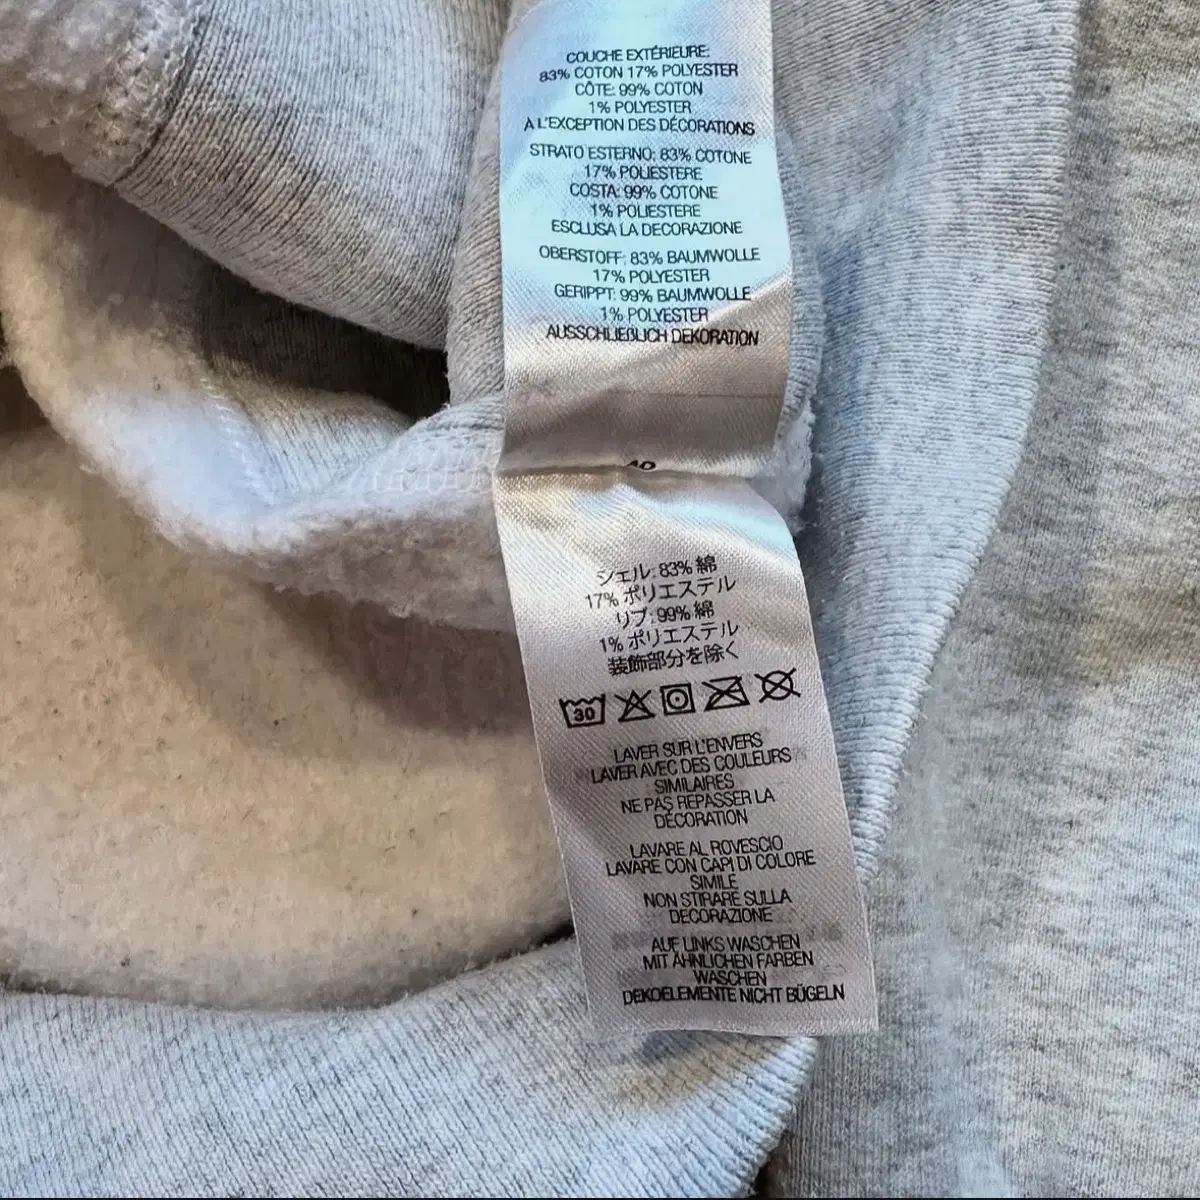 COUCHE EXTÉRIEURE:
83% COTON 17% POLYESTER
CÔTE: 99% COTON
1% POLYESTER
A L'EXCEPTION DES DÉCORATIONS
STRATO ESTERNO: 83% COTONE
17% POLIESTERE
COSTA: 99% COTONE
1% POLIESTERE
ESCLUSA LA DECORAZIONE
OBERSTOFF: 83% BAUMWOLLE
17% POLYESTER
GERIPPT: 99% BAUMWOLLE
1% POLYESTER
AUSSCHLIEßLICH DEKORATION
シェル: 83% 綿
17% ポリエステル
リブ: 99% 綿
1% ポリエステル
装飾部分を除く
30
LAVER SUR L'ENVERS
LAVER AVEC DES COULEURS
SIMILAIRES
NE PAS REPASSER LA
DÉCORATION
LAVARE AL ROVESCIO
LAVARE CON CAPI DI COLORE
SIMILE
NON STIRARE SULLA
DECORAZIONE
AUF LINKS WASCHEN
MIT ÄHNLICHEN FARBEN
WASCHEN
DEKOELEMENTE NICHT BÜGELN